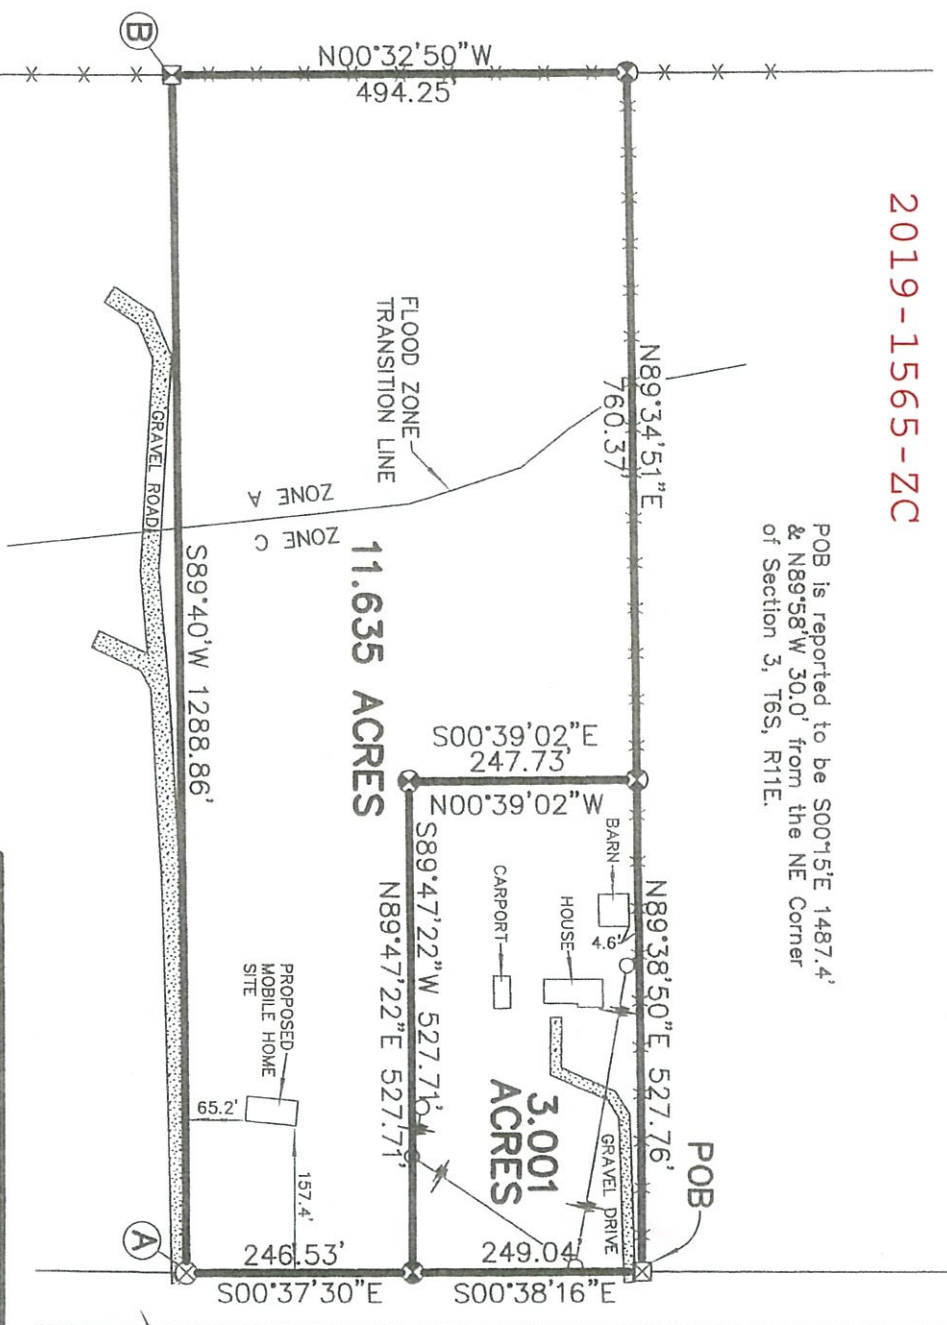 2019-1565-ZC
POB is reported to be S00°15'E 1487.4'
& N89°58'W 30.0' from the NE Corner
of Section 3, T6S, R11E.
B
N00°32'50"W
494.25'
N89°34'51"E
760.37'
FLOOD ZONE
TRANSITION LINE
ZONE A
ZONE C
GRAVEL ROAD
S89°40'W 1288.86'
11.635 ACRES
S00°39'02"E
247.73'
N00°39'02"W
BARN
4.6'
HOUSE
CARPORT
N89°38'50"E 527.76'
S89°47'22"W 527.71'
N89°47'22"E 527.71'
3.001
ACRES
GRAVEL DRIVE
POB
PROPOSED
MOBILE HOME
SITE
65.2'
157.4'
A
246.53'
S00°37'30"E
249.04'
S00°38'16"E